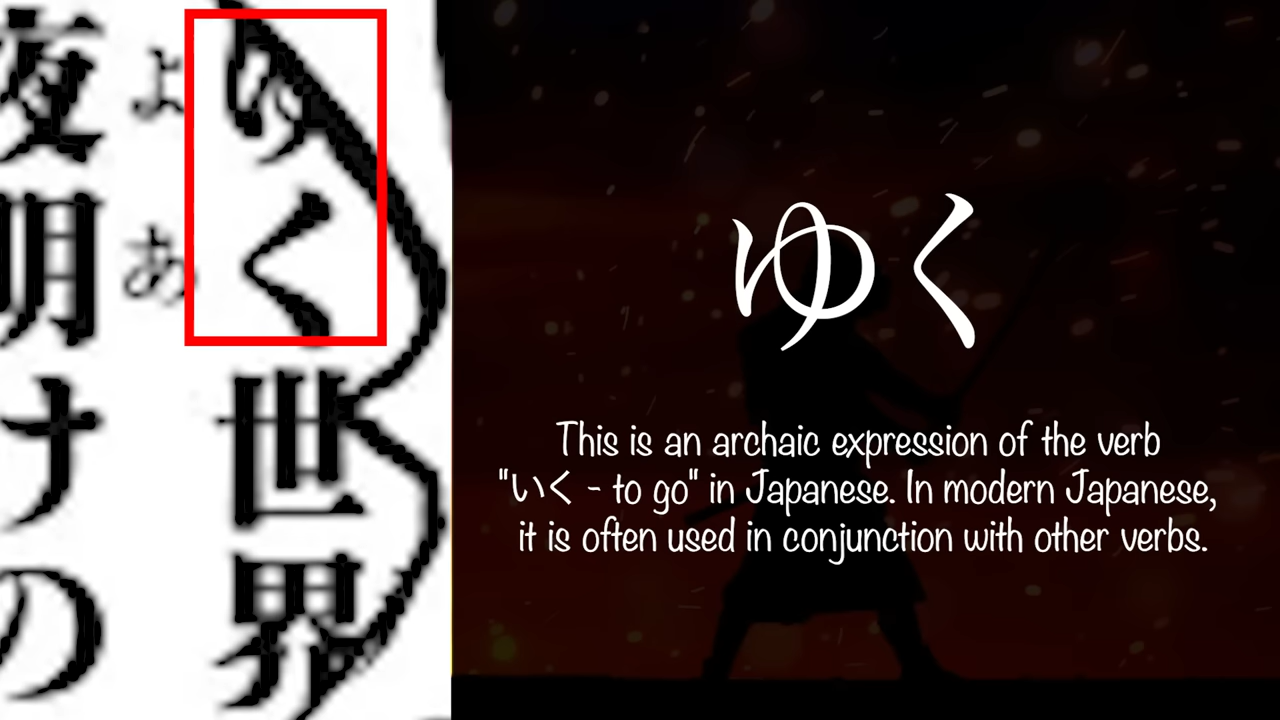 ゆく世界
よあ
夜明けの
ゆく
This is an archaic expression of the verb
"いく - to go" in Japanese. In modern Japanese,
it is often used in conjunction with other verbs.